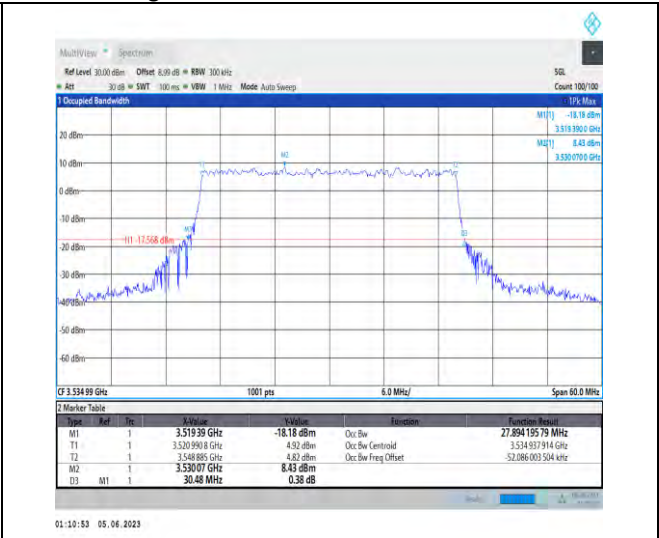 MultiView Spectrum
Ref Level 30.00 dBm Offset 8.99 dB RBW 300 kHz SGL
Att 30 dB SWT 100 ms VBW 1 MHz Mode Auto Sweep Count 100/100
1 Occupied Bandwidth 1Pk Max
M1[1] -18.18 dBm
3.519 390 0 GHz
20 dBm
M2[1] 8.43 dBm
3.530 070 0 GHz
M2
10 dBm
T1 T2
0 dBm
-10 dBm
M1 D3
H1 -17.568 dBm
-20 dBm
-30 dBm
-40 dBm
-50 dBm
-60 dBm
CF 3.534 99 GHz 1001 pts 6.0 MHz/ Span 60.0 MHz
2 Marker Table
Type Ref Trc X-Value Y-Value Function Function Result
M1 1 3.519 39 GHz -18.18 dBm Occ Bw 27.894 195 79 MHz
T1 1 3.520 990 8 GHz 4.92 dBm Occ Bw Centroid 3.534 937 914 GHz
T2 1 3.548 885 GHz 4.82 dBm Occ Bw Freq Offset -52.086 003 504 kHz
M2 1 3.530 07 GHz 8.43 dBm
D3 M1 1 30.48 MHz 0.38 dB
01:10:53 05.06.2023